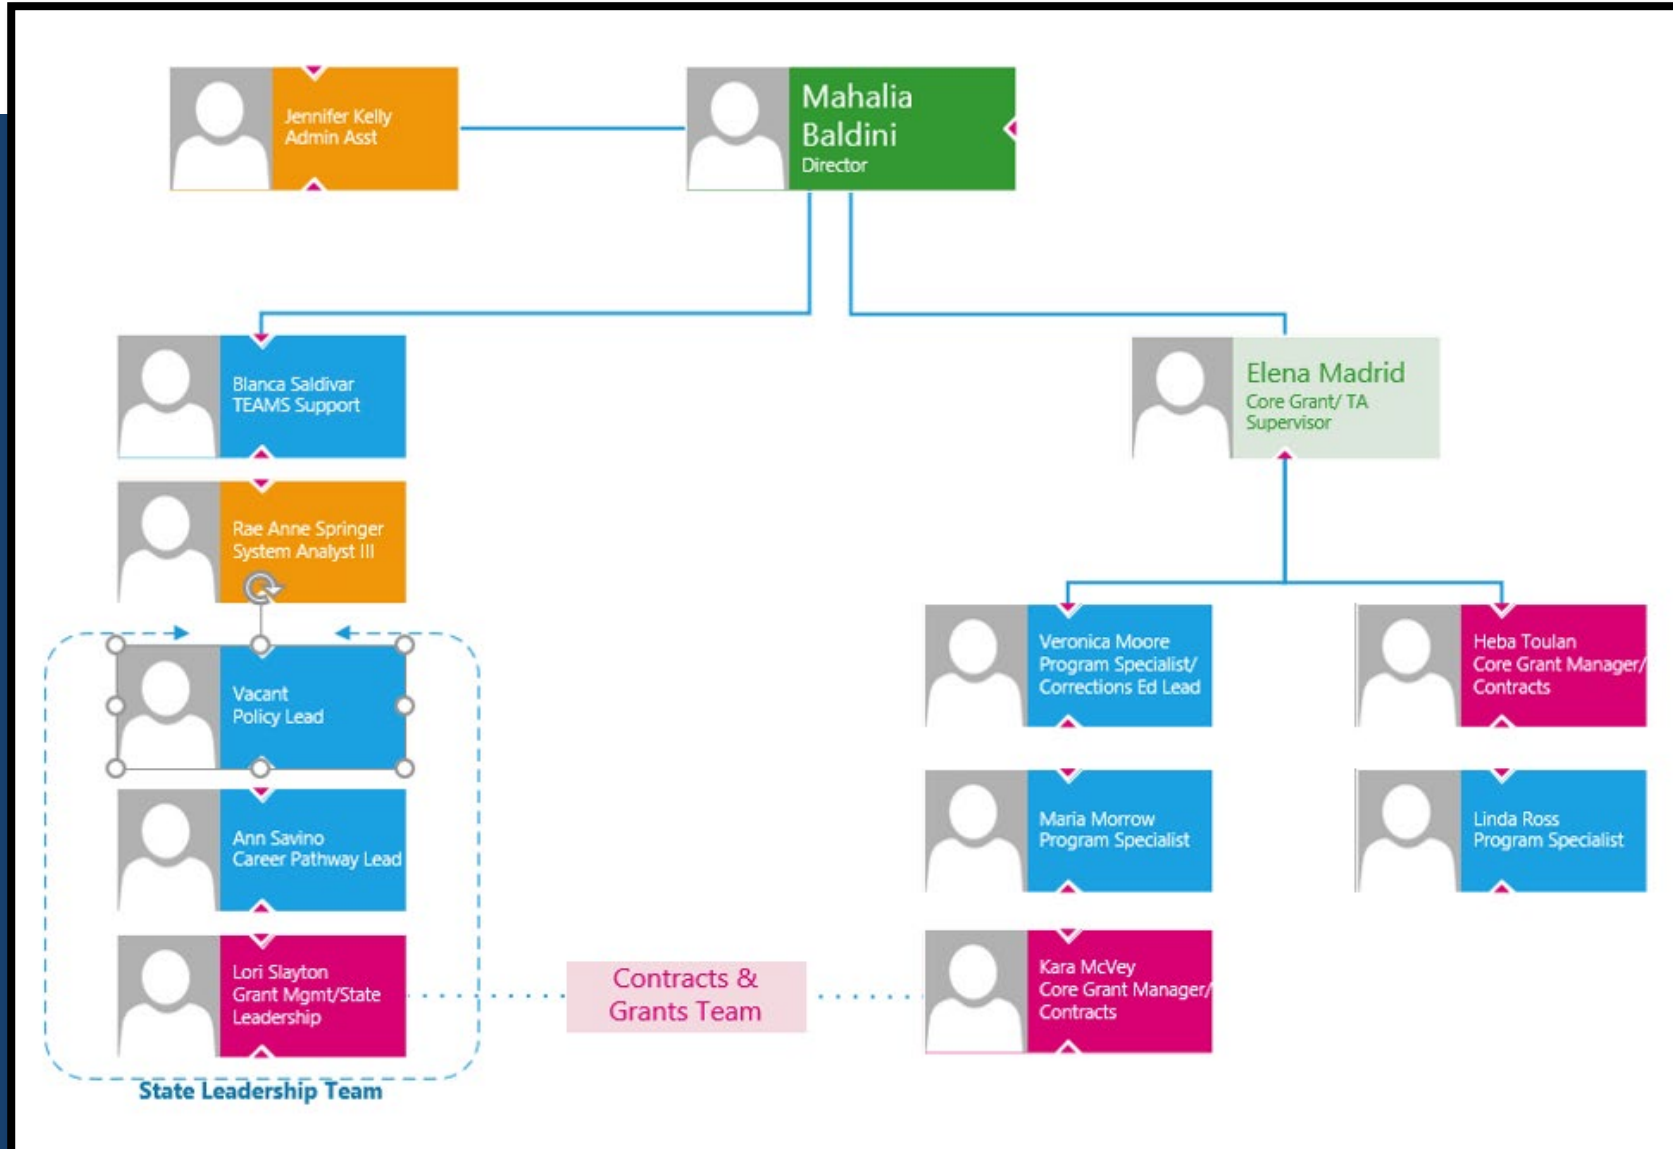 Jennifer Kelly
Admin Asst
Mahalia
Baldini
Director
Blanca Saldivar
TEAMS Support
Elena Madrid
Core Grant/ TA
Supervisor
Rae Anne Springer
System Analyst III
Vacant
Policy Lead
Veronica Moore
Program Specialist/
Corrections Ed Lead
Heba Toulan
Core Grant Manager/
Contracts
Ann Savino
Career Pathway Lead
Maria Morrow
Program Specialist
Linda Ross
Program Specialist
Lori Slayton
Grant Mgmt/State
Leadership
Contracts &
Grants Team
Kara McVey
Core Grant Manager/
Contracts
State Leadership Team